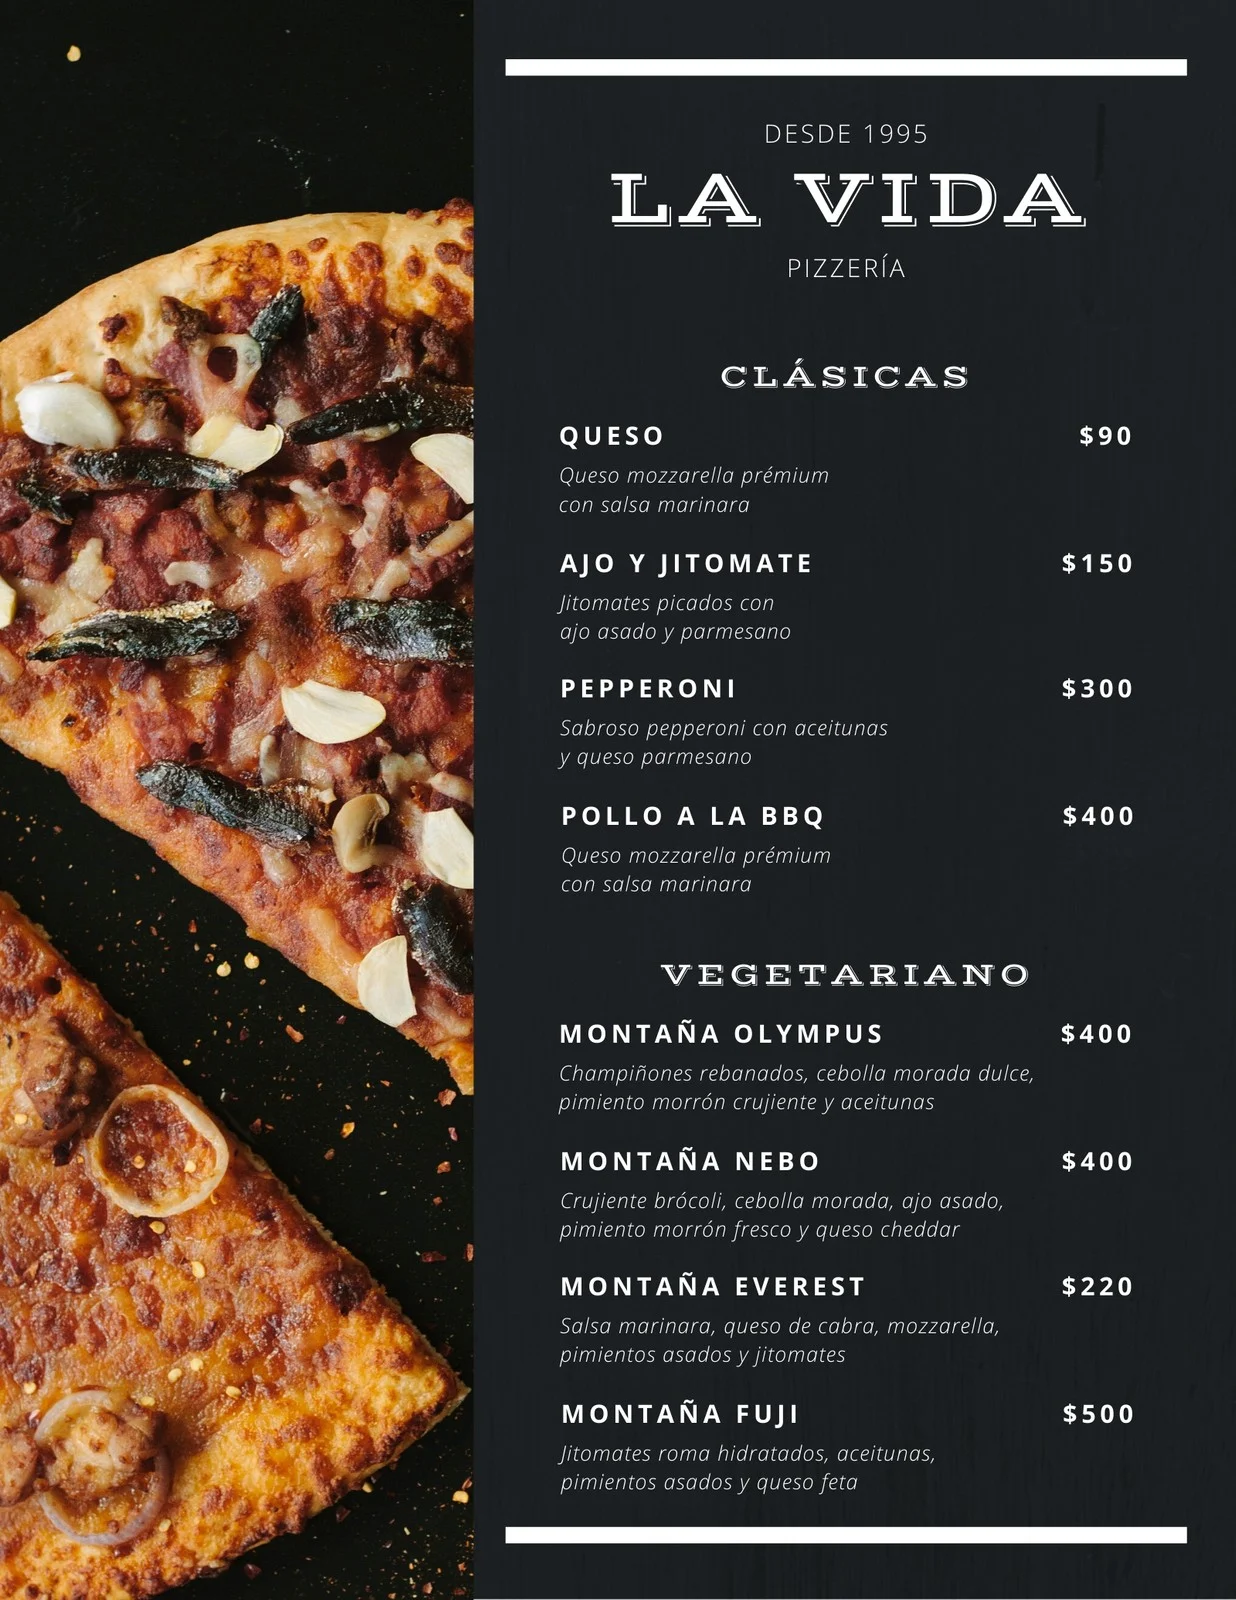 DESDE 1995
LA VIDA
PIZZERÍA
CLÁSICAS
QUESO $90
Queso mozzarella prémium
con salsa marinara
AJO Y JITOMATE $150
Jitomates picados con
ajo asado y parmesano
PEPPERONI $300
Sabroso pepperoni con aceitunas
y queso parmesano
POLLO A LA BBQ $400
Queso mozzarella prémium
con salsa marinara
VEGETARIANO
MONTAÑA OLYMPUS $400
Champiñones rebanados, cebolla morada dulce,
pimiento morrón crujiente y aceitunas
MONTAÑA NEBO $400
Crujiente brócoli, cebolla morada, ajo asado,
pimiento morrón fresco y queso cheddar
MONTAÑA EVEREST $220
Salsa marinara, queso de cabra, mozzarella,
pimientos asados y jitomates
MONTAÑA FUJI $500
Jitomates roma hidratados, aceitunas,
pimientos asados y queso feta